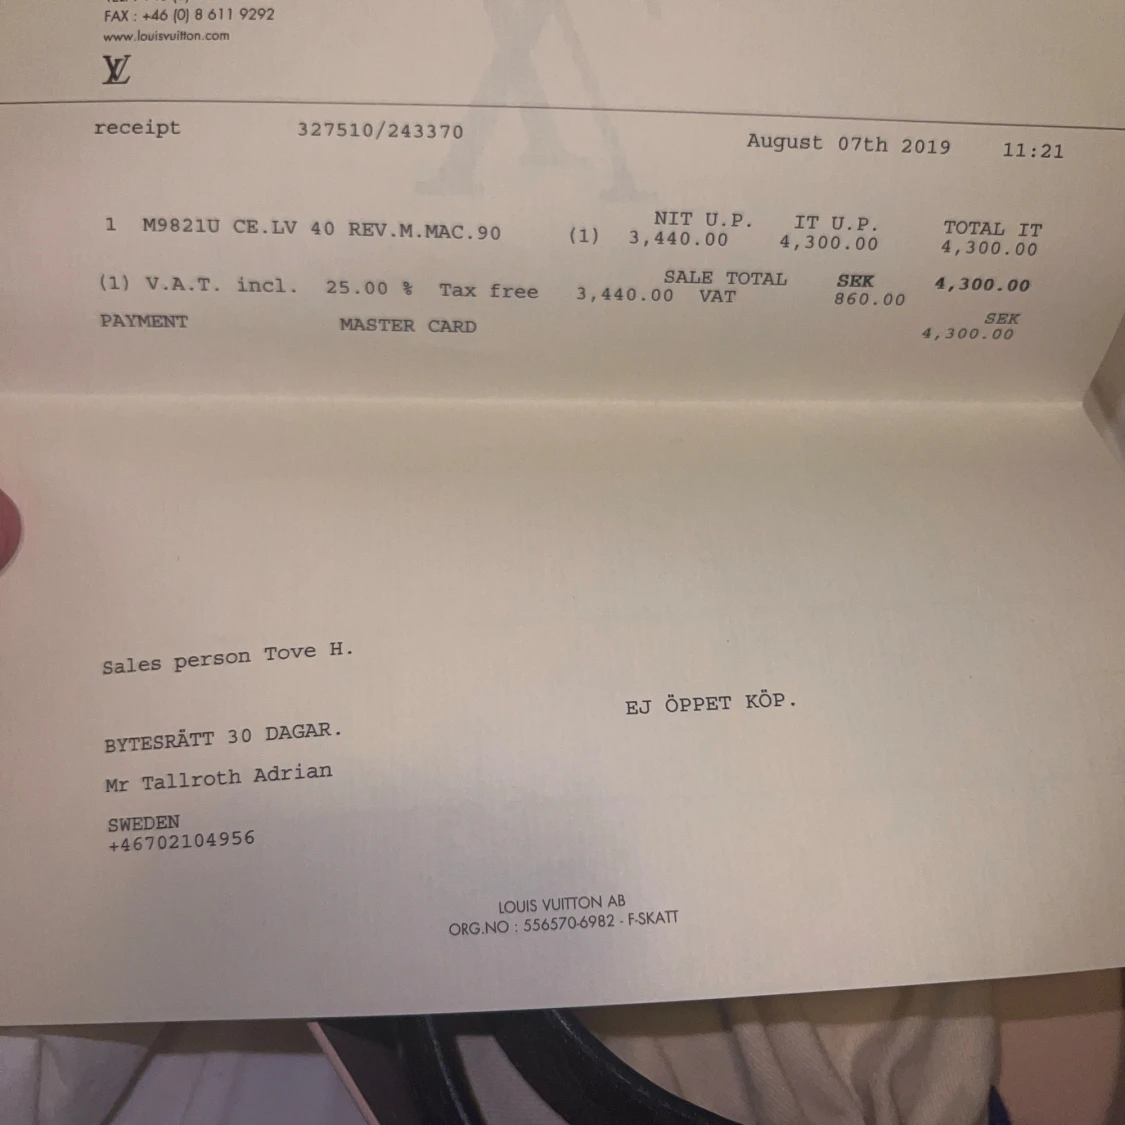 FAX : +46 (0) 8 611 9292
www.louisvuitton.com
LV
receipt 327510/243370 August 07th 2019 11:21
NIT U.P. IT U.P. TOTAL IT
1 M9821U CE.LV 40 REV.M.MAC.90 (1) 3,440.00 4,300.00 4,300.00
SALE TOTAL SEK 4,300.00
(1) V.A.T. incl. 25.00 % Tax free 3,440.00 VAT 860.00
SEK
PAYMENT MASTER CARD 4,300.00
Sales person Tove H.
EJ ÖPPET KÖP.
BYTESRÄTT 30 DAGAR.
Mr Tallroth Adrian
SWEDEN
+46702104956
LOUIS VUITTON AB
ORG.NO : 556570-6982 - F-SKATT